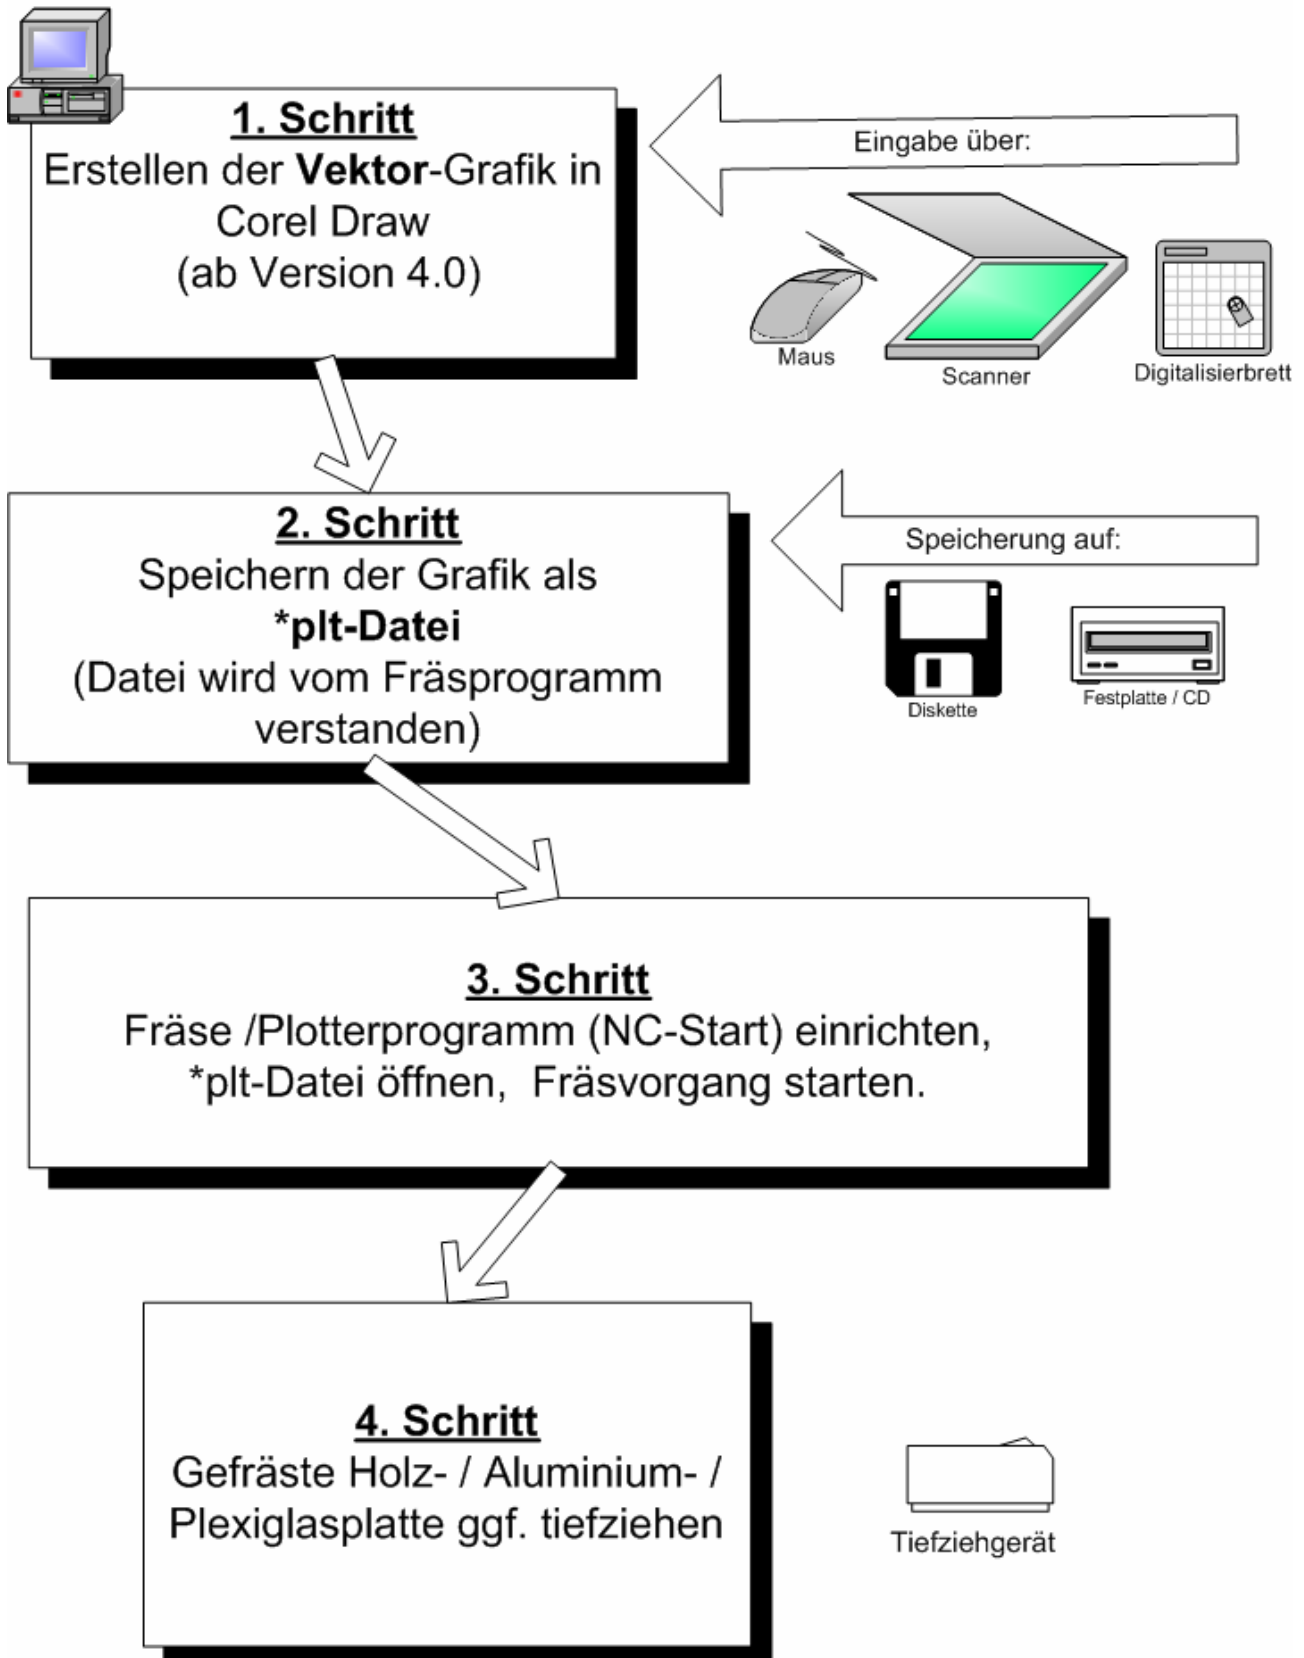 1. Schritt
Erstellen der Vektor-Grafik in
Corel Draw
(ab Version 4.0)
Eingabe über:
Maus
Scanner
Digitalisierbrett
2. Schritt
Speichern der Grafik als
*plt-Datei
(Datei wird vom Fräsprogramm
verstanden)
Speicherung auf:
Diskette
Festplatte / CD
3. Schritt
Fräse /Plotterprogramm (NC-Start) einrichten,
*plt-Datei öffnen,  Fräsvorgang starten.
4. Schritt
Gefräste Holz- / Aluminium- /
Plexiglasplatte ggf. tiefziehen
Tiefziehgerät